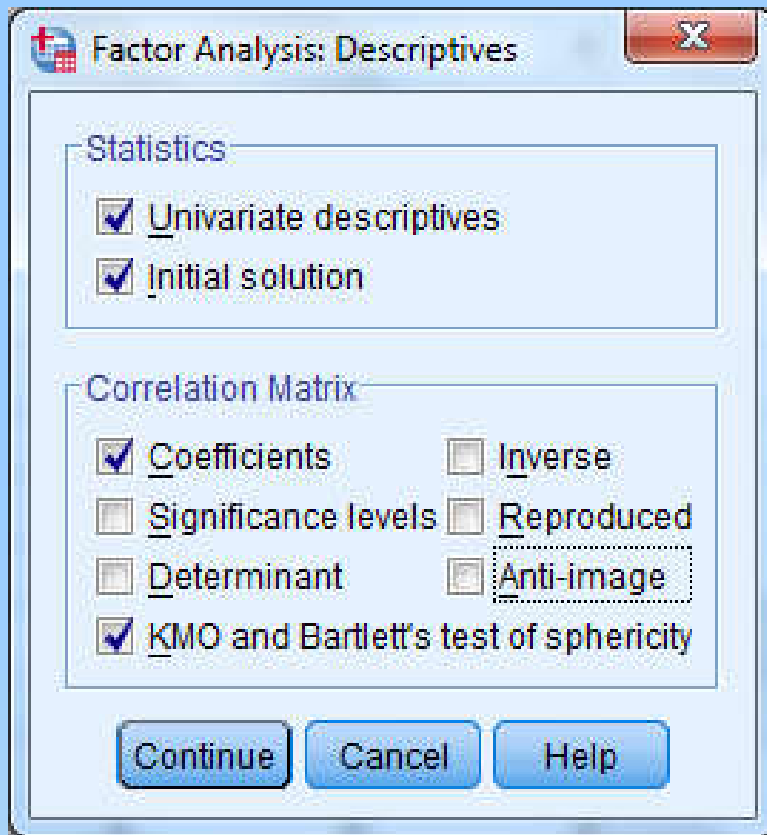 Factor Analysis: Descriptives
Statistics
Univariate descriptives
Initial solution
Correlation Matrix
Coefficients
Inverse
Significance levels
Reproduced
Determinant
Anti-image
KMO and Bartlett's test of sphericity
Continue
Cancel
Help